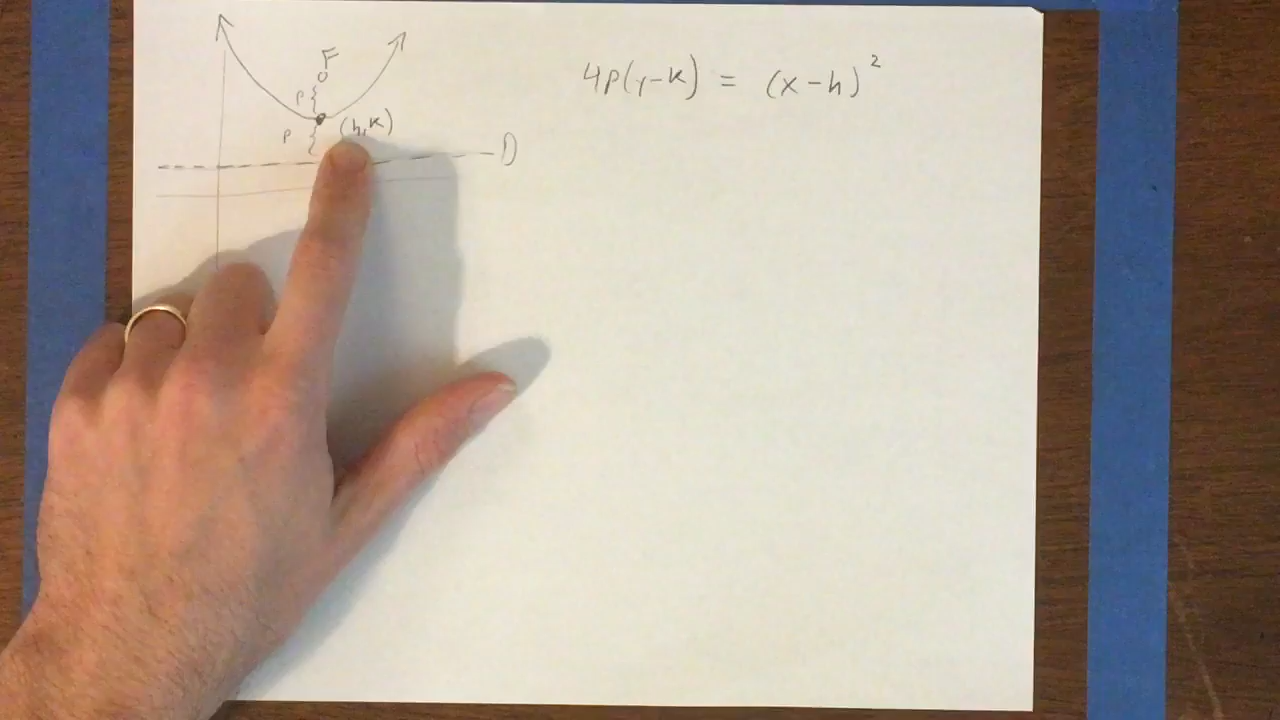 F
P
P
(h,k)
D
4p(y-k) = (x-h)²